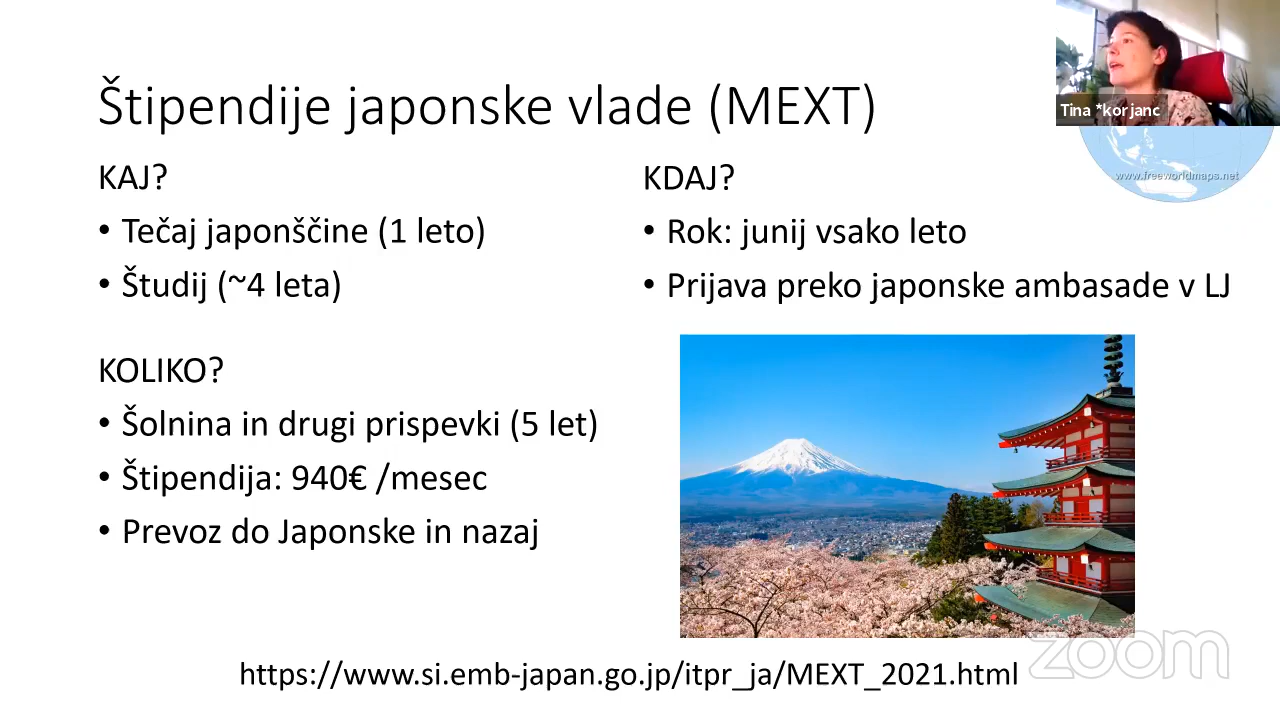 Štipendije japonske vlade (MEXT)
Tina *korjanc
www.freeworldmaps.net
KAJ?
• Tečaj japonščine (1 leto)
• Študij (~4 leta)
KOLIKO?
• Šolnina in drugi prispevki (5 let)
• Štipendija: 940€ /mesec
• Prevoz do Japonske in nazaj
KDAJ?
• Rok: junij vsako leto
• Prijava preko japonske ambasade v LJ
https://www.si.emb-japan.go.jp/itpr_ja/MEXT_2021.html
zoom